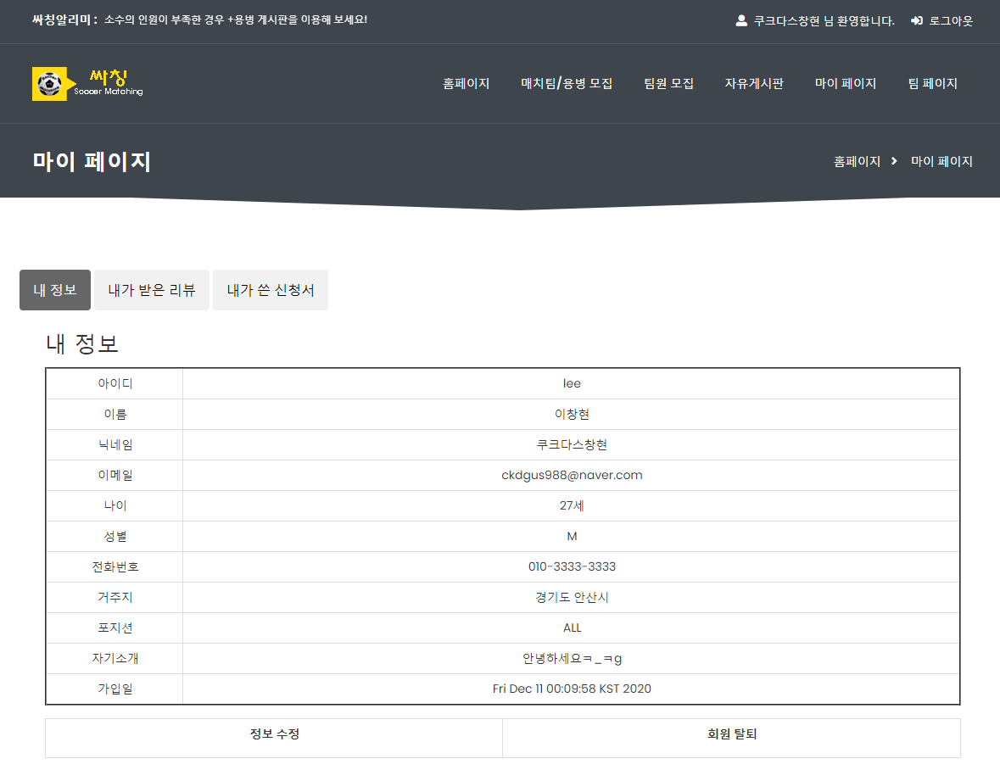 싸칭알리미 : 소수의 인원이 부족한 경우 +용병 게시판을 이용해 보세요!
쿠크다스창현 님 환영합니다. 로그아웃
싸칭
Soccer Matching
홈페이지 매치팀/용병 모집 팀원 모집 자유게시판 마이 페이지 팀 페이지
마이 페이지
홈페이지 마이 페이지
내 정보 내가 받은 리뷰 내가 쓴 신청서
내 정보
아이디 lee
이름 이창현
닉네임 쿠크다스창현
이메일 ckdgus988@naver.com
나이 27세
성별 M
전화번호 010-3333-3333
거주지 경기도 안산시
포지션 ALL
자기소개 안녕하세요ㅋ_ㅋg
가입일 Fri Dec 11 00:09:58 KST 2020
정보 수정 회원 탈퇴